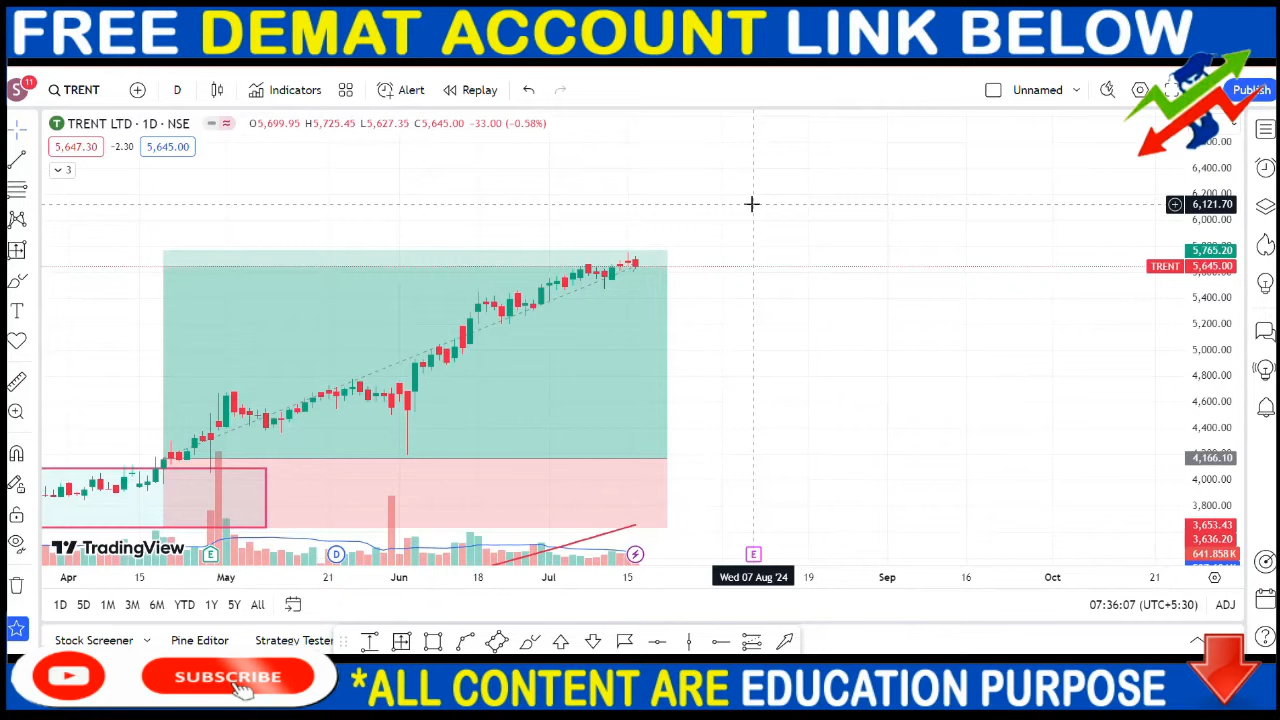 FREE DEMAT ACCOUNT LINK BELOW
S 11 TRENT D Indicators Alert Replay Unnamed Publish
T TRENT LTD · 1D · NSE O5,699.95 H5,725.45 L5,627.35 C5,645.00 -33.00 (-0.58%)
5,647.30 -2.30 5,645.00
3
6,400.00
6,200.00
6,121.70
6,000.00
5,765.20
TRENT 5,645.00
5,400.00
5,200.00
5,000.00
4,800.00
4,600.00
4,400.00
4,166.10
4,000.00
3,800.00
3,653.43
3,636.20
641.858K
TradingView E D E
Apr 15 May 21 Jun 18 Jul 15 Wed 07 Aug '24 19 Sep 16 Oct 21
1D 5D 1M 3M 6M YTD 1Y 5Y All 07:36:07 (UTC+5:30) ADJ
Stock Screener Pine Editor Strategy Tester
SUBSCRIBE
*ALL CONTENT ARE EDUCATION PURPOSE